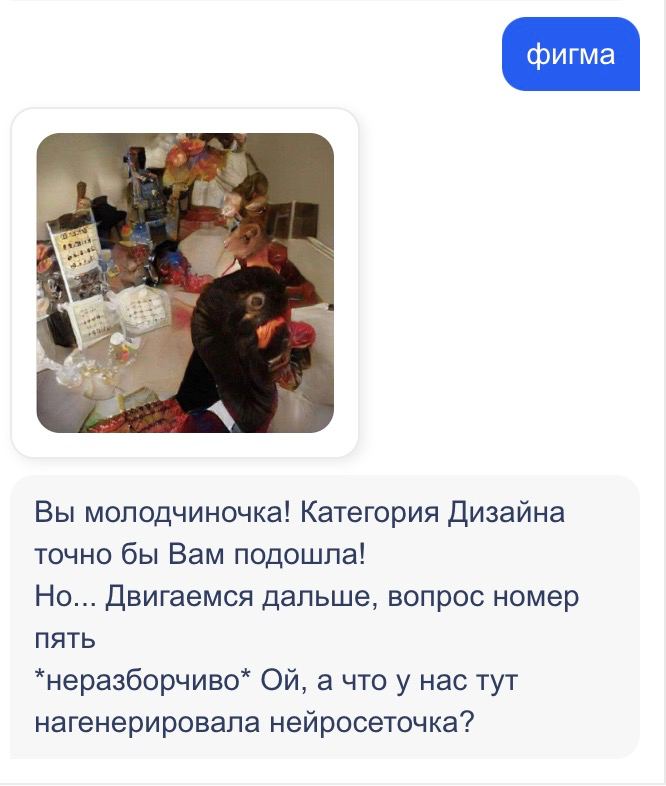 фигма
Вы молодчиночка! Категория Дизайна
точно бы Вам подошла!
Но... Двигаемся дальше, вопрос номер
пять
*неразборчиво* Ой, а что у нас тут
нагенерировала нейросеточка?